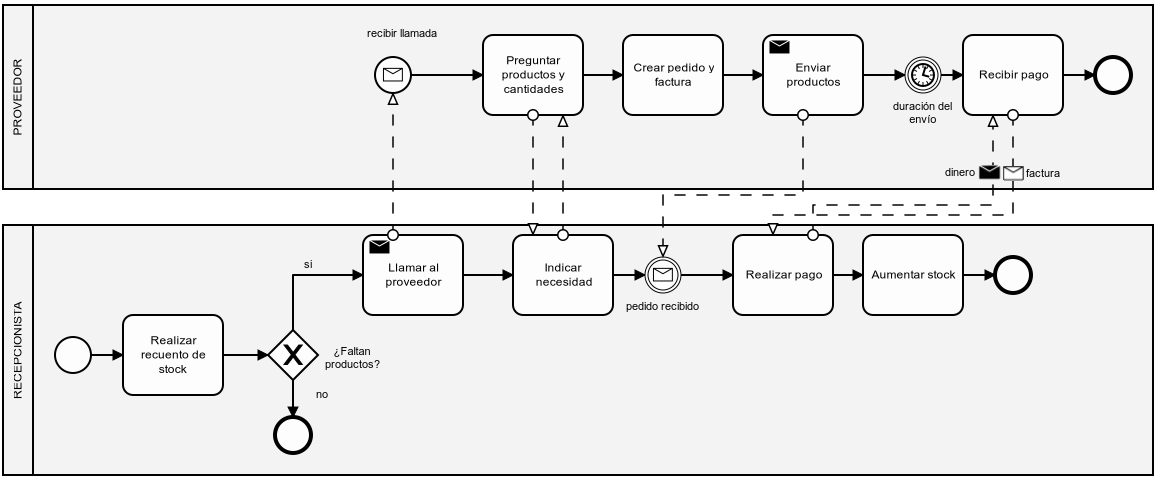 PROVEEDOR
recibir llamada
Preguntar
productos y
cantidades
Crear pedido y
factura
Enviar
productos
duración del
envío
Recibir pago
dinero
factura
RECEPCIONISTA
Realizar
recuento de
stock
¿Faltan
productos?
si
no
Llamar al
proveedor
Indicar
necesidad
pedido recibido
Realizar pago
Aumentar stock